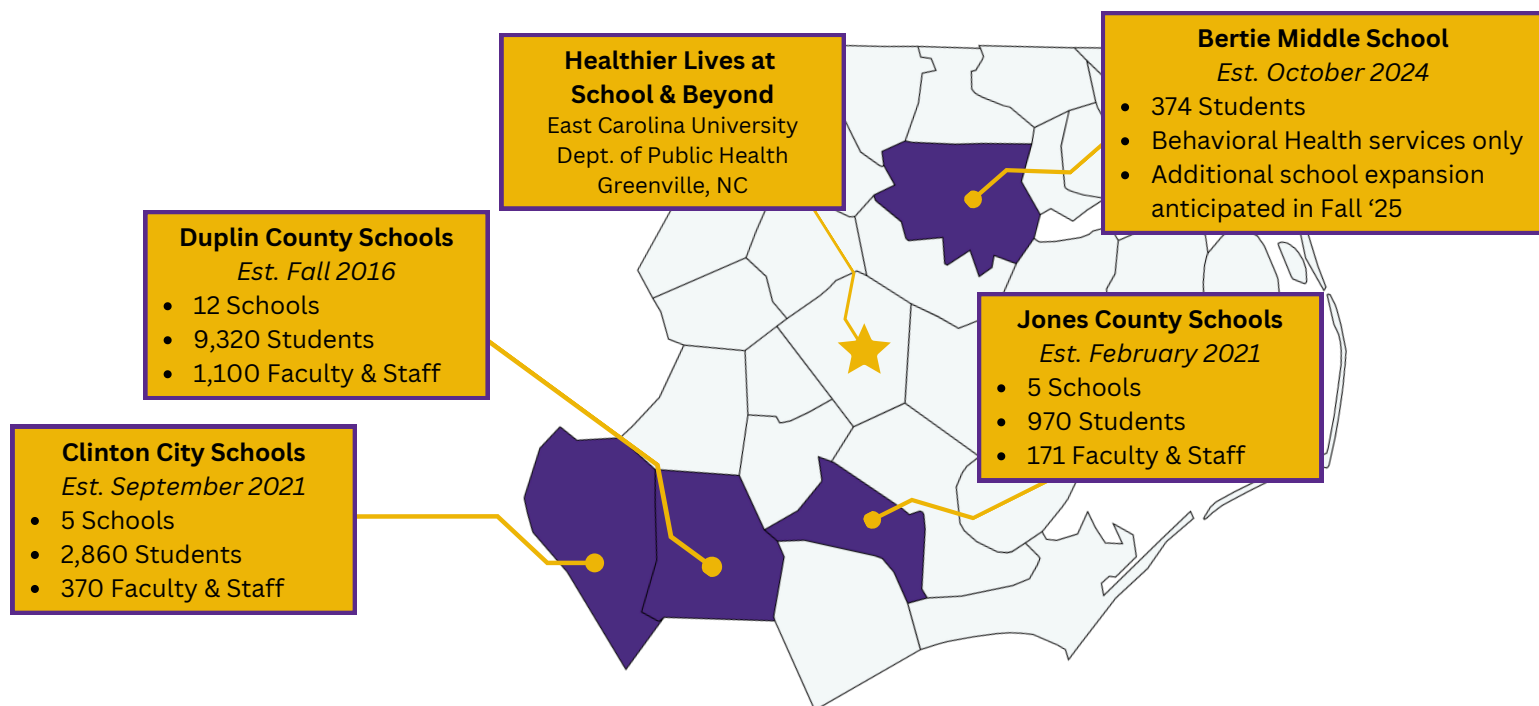 Healthier Lives at
School & Beyond
East Carolina University
Dept. of Public Health
Greenville, NC
Bertie Middle School
Est. October 2024
• 374 Students
• Behavioral Health services only
• Additional school expansion
anticipated in Fall ‘25
Duplin County Schools
Est. Fall 2016
• 12 Schools
• 9,320 Students
• 1,100 Faculty & Staff
Jones County Schools
Est. February 2021
• 5 Schools
• 970 Students
• 171 Faculty & Staff
Clinton City Schools
Est. September 2021
• 5 Schools
• 2,860 Students
• 370 Faculty & Staff